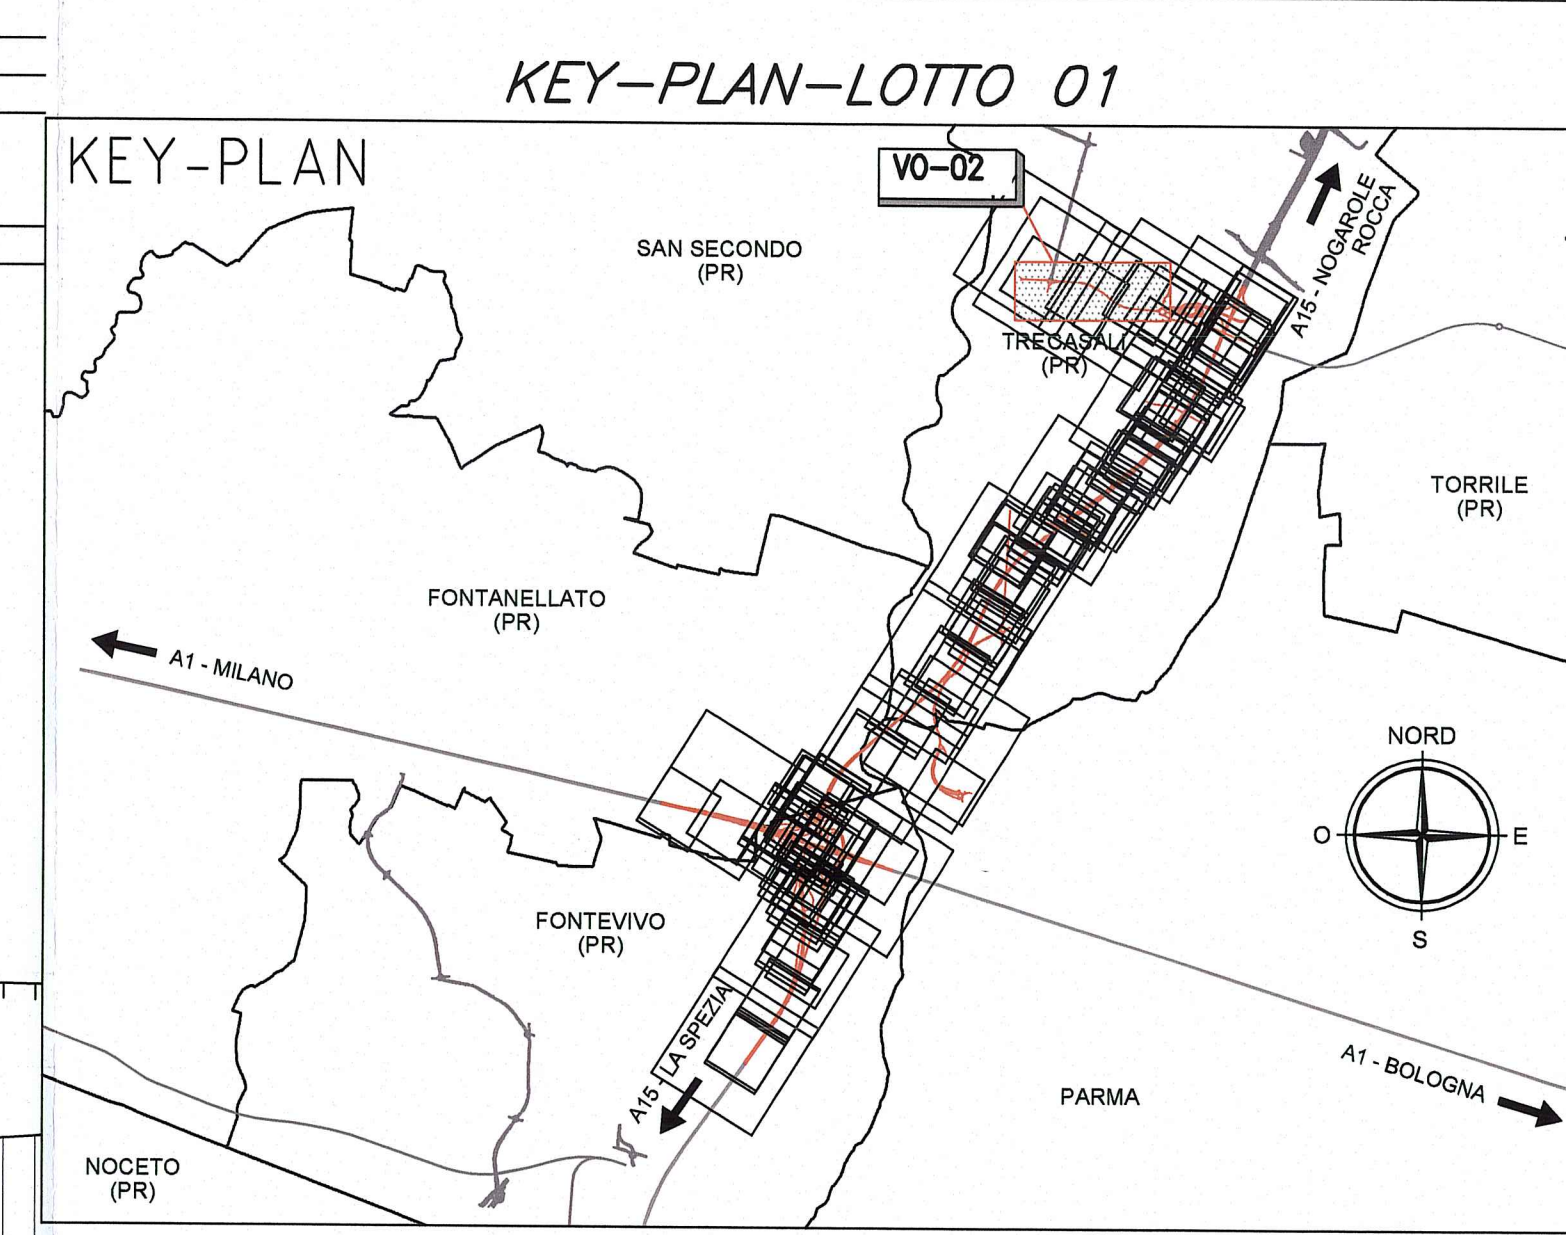 KEY-PLAN-LOTTO 01
KEY-PLAN
VO-02
SAN SECONDO
(PR)
A15 - NOGAROLE
ROCCA
TRECASALI
(PR)
TORRILE
(PR)
FONTANELLATO
(PR)
A1 - MILANO
NORD
O
E
S
FONTEVIVO
(PR)
A15 - LA SPEZIA
A1 - BOLOGNA
PARMA
NOCETO
(PR)